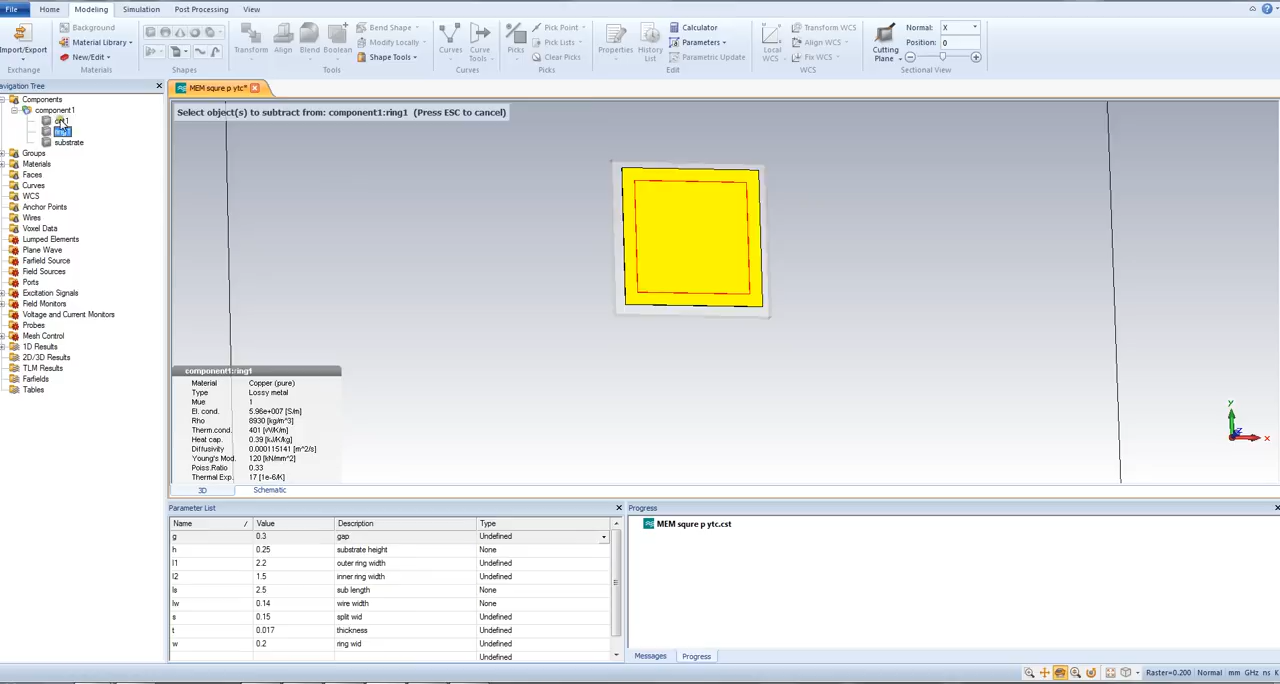 File Home Modeling Simulation Post Processing View
Import/Export Exchange
Background
Material Library
New/Edit
Materials
Shapes
Transform Align Blend Boolean
Bend Shape
Modify Locally
Shape Tools
Tools
Curves Curve Tools
Curves
Picks
Pick Point
Pick Lists
Clear Picks
Picks
Properties History List
Calculator
Parameters
Parametric Update
Edit
Local WCS
Transform WCS
Align WCS
Fix WCS
WCS
Cutting Plane
Normal: X
Position: 0
Sectional View
avigation Tree
MEM squre p ytc*
Select object(s) to subtract from: component1:ring1 (Press ESC to cancel)
Components
component1
ring1
substrate
Groups
Materials
Faces
Curves
WCS
Anchor Points
Wires
Voxel Data
Lumped Elements
Plane Wave
Farfield Source
Field Sources
Ports
Excitation Signals
Field Monitors
Voltage and Current Monitors
Probes
Mesh Control
1D Results
2D/3D Results
TLM Results
Farfields
Tables
component1:ring1
Material Copper (pure)
Type Lossy metal
Mue 1
El. cond. 5.96e+007 [S/m]
Rho 8930 [kg/m^3]
Therm.cond. 401 [W/K/m]
Heat cap. 0.39 [kJ/K/kg]
Diffusivity 0.000115141 [m^2/s]
Young's Mod. 120 [kN/mm^2]
Poiss.Ratio 0.33
Thermal Exp. 17 [1e-6/K]
y
x
3D Schematic
Parameter List
Name / Value Description Type
g 0.3 gap Undefined
h 0.25 substrate height None
l1 2.2 outer ring width Undefined
l2 1.5 inner ring width Undefined
ls 2.5 sub length None
lw 0.14 wire width None
s 0.15 split wid Undefined
t 0.017 thickness Undefined
w 0.2 ring wid Undefined
Undefined
Progress
MEM squre p ytc.cst
Messages Progress
Raster=0.200 Normal mm GHz ns K